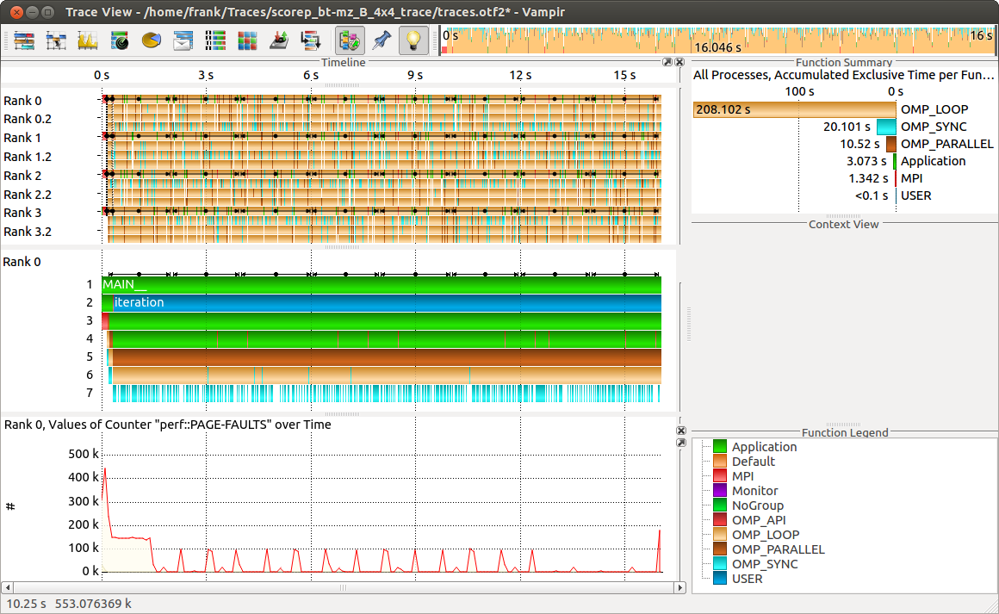 Trace View - /home/frank/Traces/scorep_bt-mz_B_4x4_trace/traces.otf2* - Vampir
0 s
16 s
16.046 s
Timeline
0 s 3 s 6 s 9 s 12 s 15 s
Rank 0
Rank 0.2
Rank 1
Rank 1.2
Rank 2
Rank 2.2
Rank 3
Rank 3.2
Rank 0
1 MAIN__
2 iteration
3
4
5
6
7
Rank 0, Values of Counter "perf::PAGE-FAULTS" over Time
500 k
400 k
300 k
200 k
100 k
0 k
#
Function Summary
All Processes, Accumulated Exclusive Time per Fun...
100 s 0 s
208.102 s OMP_LOOP
20.101 s OMP_SYNC
10.52 s OMP_PARALLEL
3.073 s Application
1.342 s MPI
<0.1 s USER
Context View
Function Legend
Application
Default
MPI
Monitor
NoGroup
OMP_API
OMP_LOOP
OMP_PARALLEL
OMP_SYNC
USER
10.25 s 553.076369 k